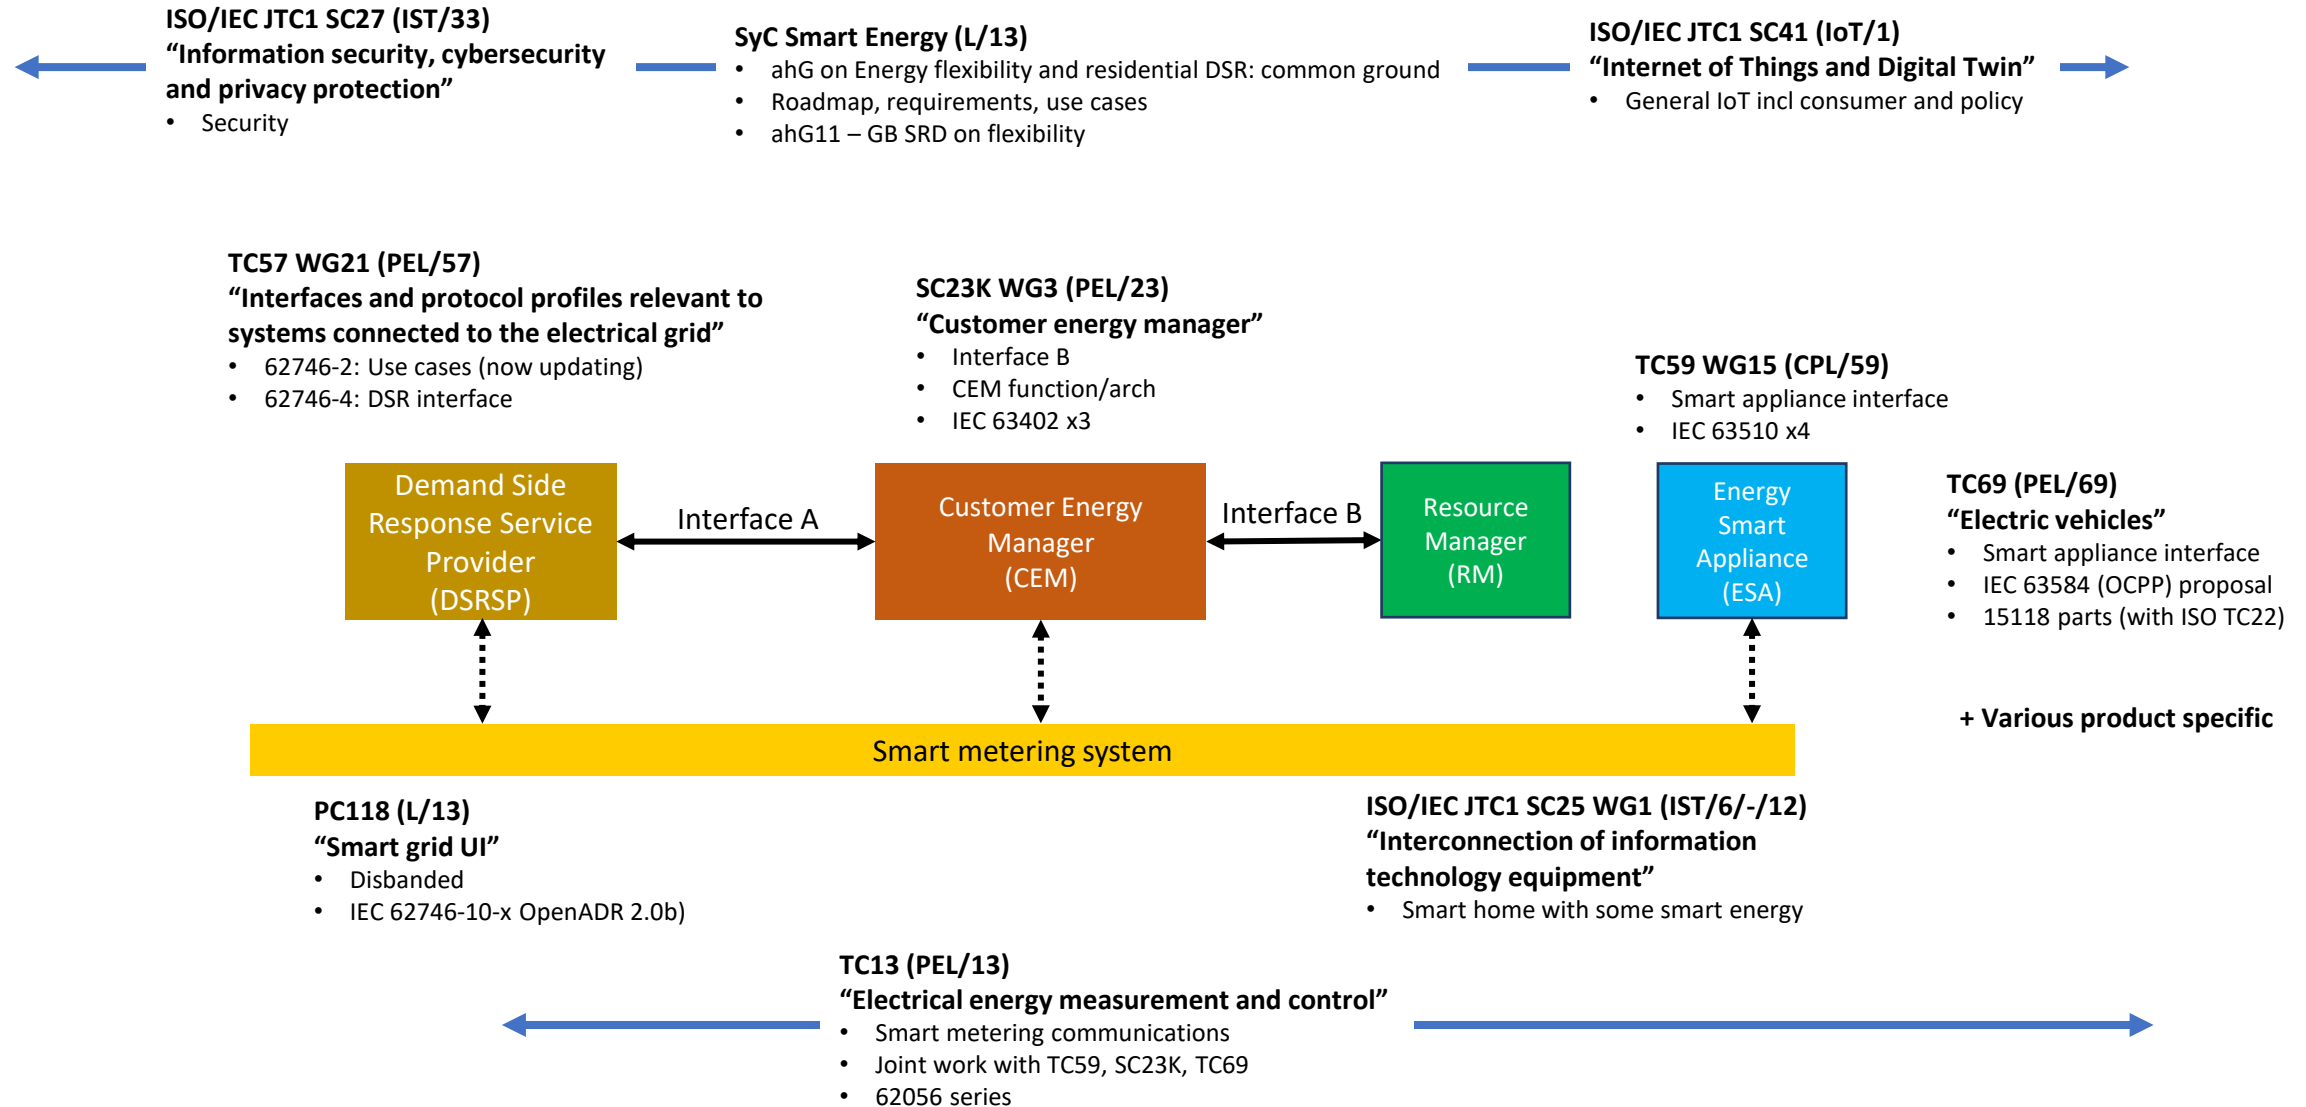 ISO/IEC JTC1 SC27 (IST/33)
“Information security, cybersecurity
and privacy protection”
• Security
SyC Smart Energy (L/13)
• ahG on Energy flexibility and residential DSR: common ground
• Roadmap, requirements, use cases
• ahG11 – GB SRD on flexibility
ISO/IEC JTC1 SC41 (IoT/1)
“Internet of Things and Digital Twin”
• General IoT incl consumer and policy
TC57 WG21 (PEL/57)
“Interfaces and protocol profiles relevant to
systems connected to the electrical grid”
• 62746-2: Use cases (now updating)
• 62746-4: DSR interface
SC23K WG3 (PEL/23)
“Customer energy manager”
• Interface B
• CEM function/arch
• IEC 63402 x3
TC59 WG15 (CPL/59)
• Smart appliance interface
• IEC 63510 x4
TC69 (PEL/69)
“Electric vehicles”
• Smart appliance interface
• IEC 63584 (OCPP) proposal
• 15118 parts (with ISO TC22)
+ Various product specific
Demand Side
Response Service
Provider
(DSRSP)
Interface A
Customer Energy
Manager
(CEM)
Interface B
Resource
Manager
(RM)
Energy
Smart
Appliance
(ESA)
Smart metering system
PC118 (L/13)
“Smart grid UI”
• Disbanded
• IEC 62746-10-x OpenADR 2.0b)
ISO/IEC JTC1 SC25 WG1 (IST/6/-/12)
“Interconnection of information
technology equipment”
• Smart home with some smart energy
TC13 (PEL/13)
“Electrical energy measurement and control”
• Smart metering communications
• Joint work with TC59, SC23K, TC69
• 62056 series